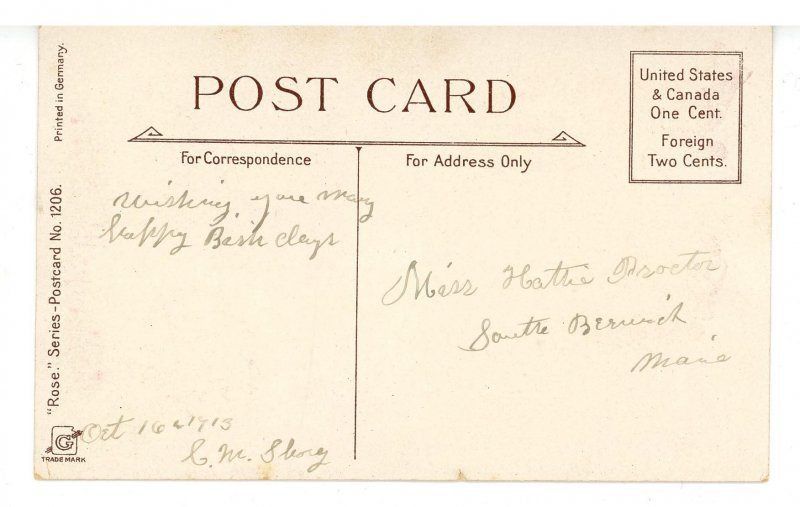 Printed in Germany.
"Rose." Series-Postcard No. 1206.
POST CARD
United States
& Canada
One Cent.
Foreign
Two Cents.
For Correspondence
For Address Only
Wishing you many
happy Birth days
Miss Hattie Proctor
South Berwick
Maine
Oct 16 1913
G
TRADE MARK